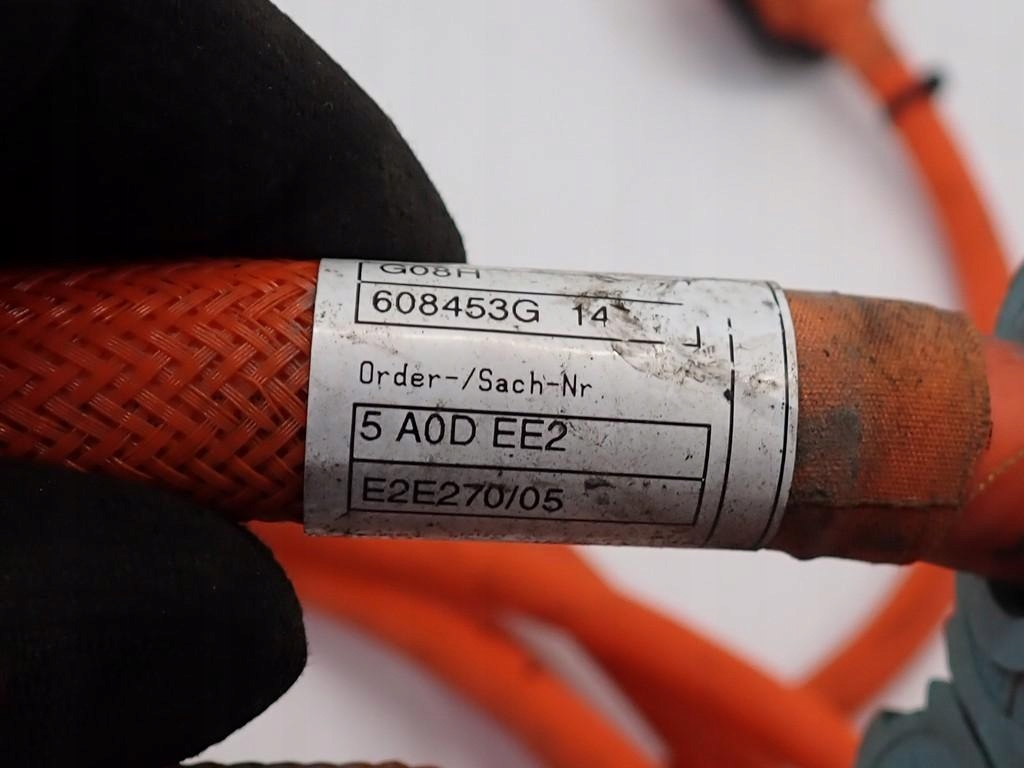 G08H
608453G 14
Order-/Sach-Nr
5 A0D EE2
E2E270/05